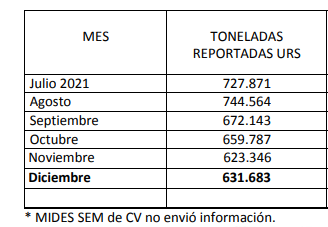 MES TONELADAS
REPORTADAS URS
Julio 2021 727.871
Agosto 744.564
Septiembre 672.143
Octubre 659.787
Noviembre 623.346
Diciembre 631.683
* MIDES SEM de CV no envió información.